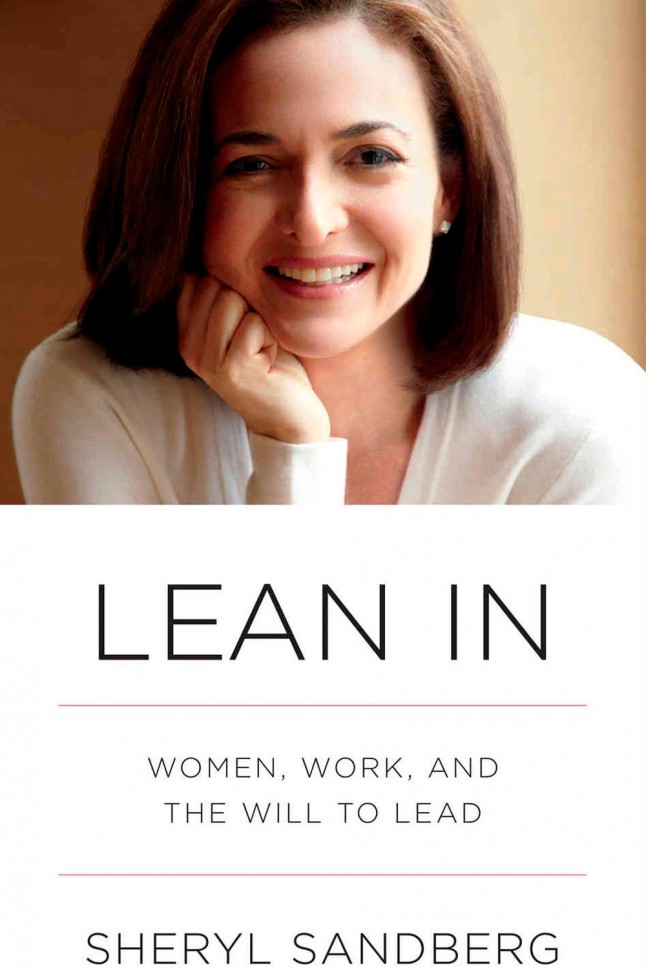 LEAN IN
WOMEN, WORK, AND
THE WILL TO LEAD
SHERYL SANDBERG